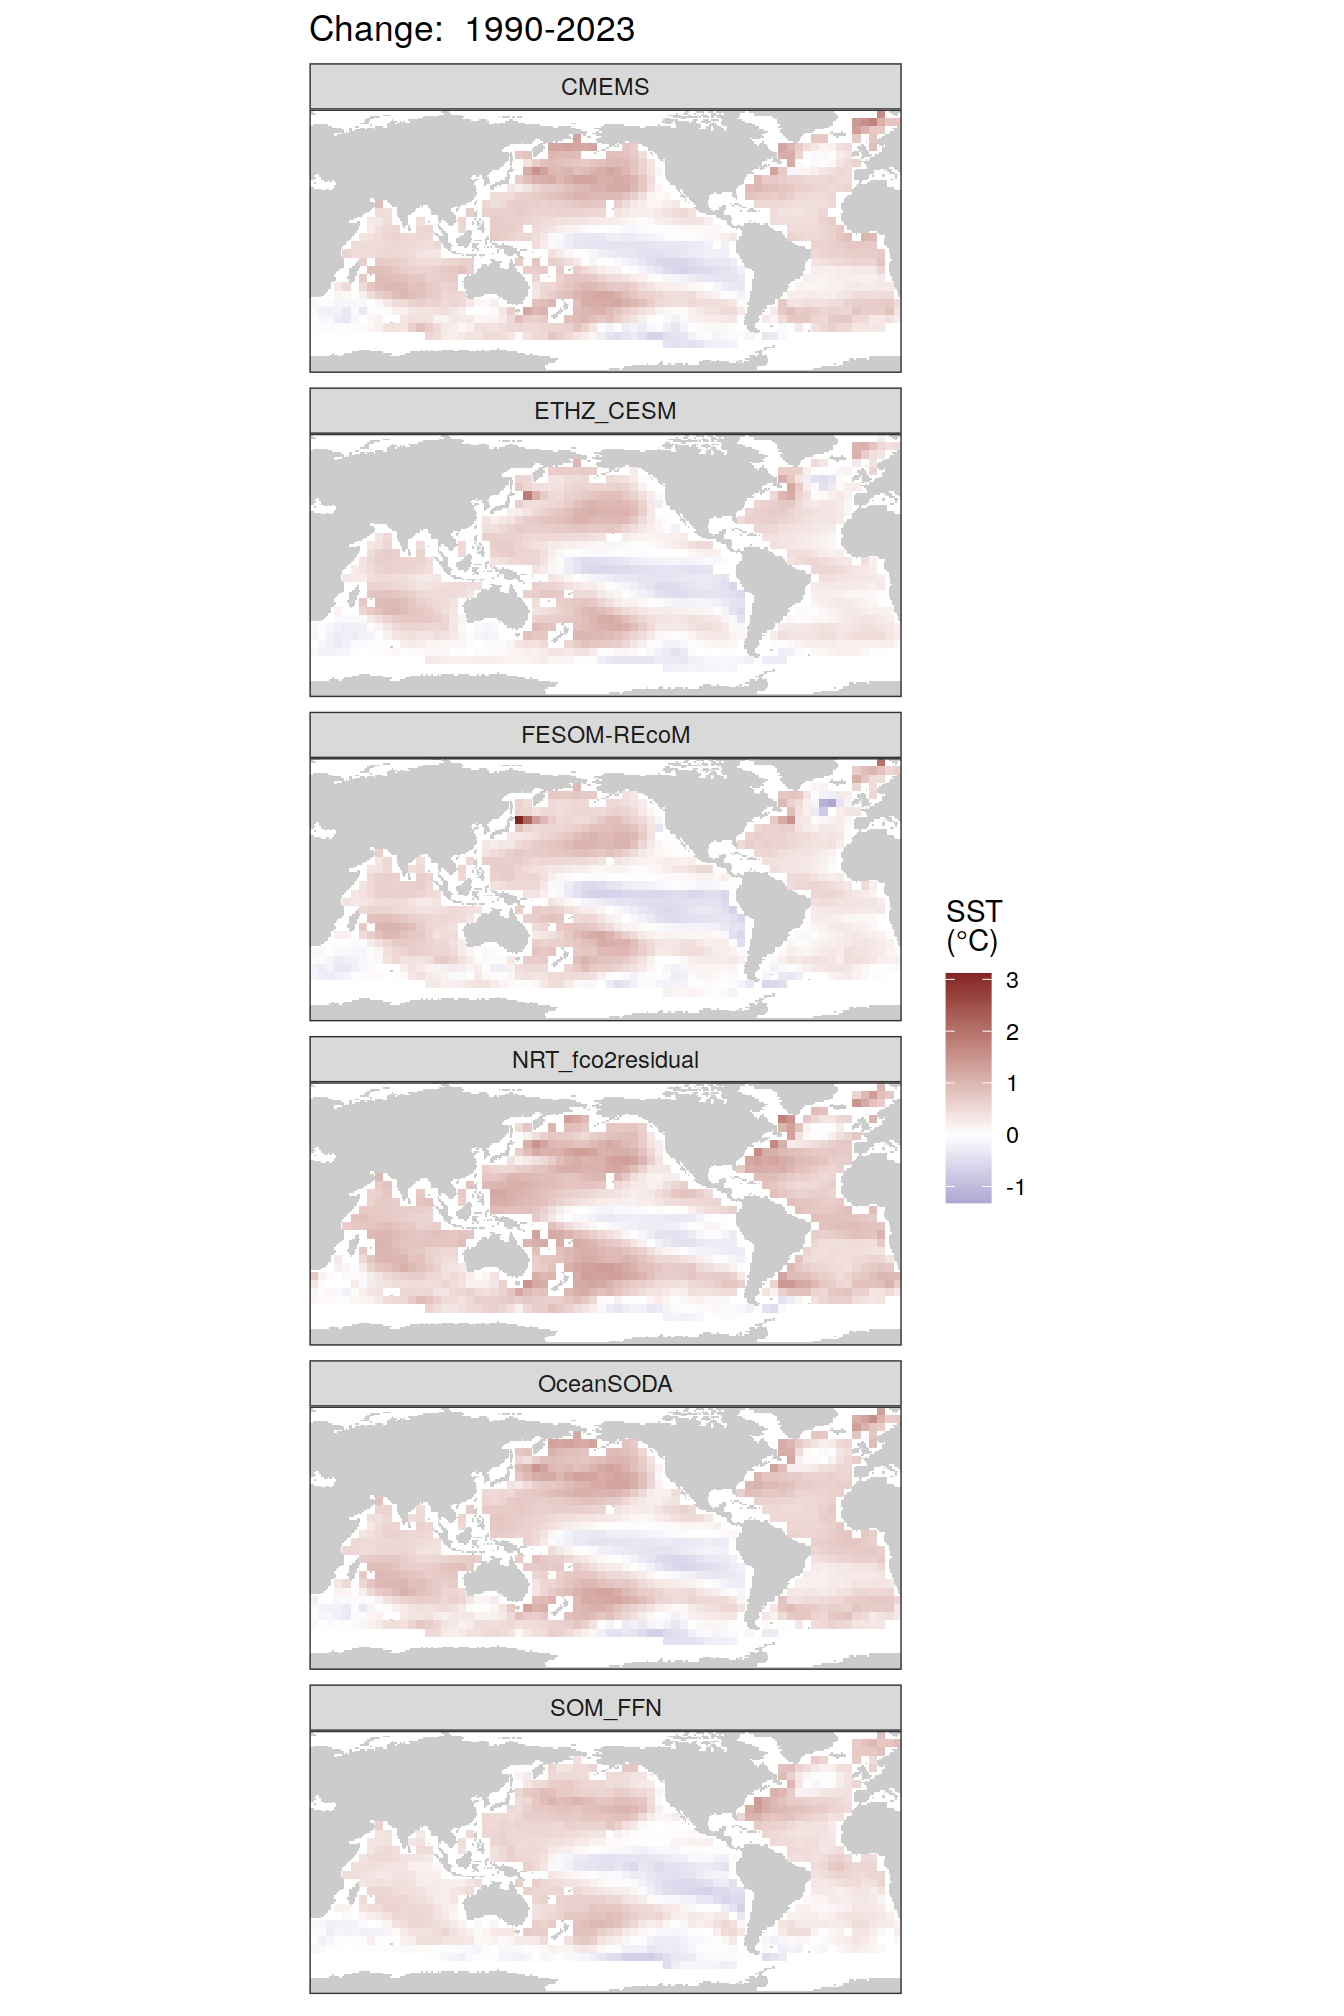 Change:  1990-2023
CMEMS
ETHZ_CESM
FESOM-REcoM
NRT_fco2residual
OceanSODA
SOM_FFN
SST
(°C)
3
2
1
0
-1